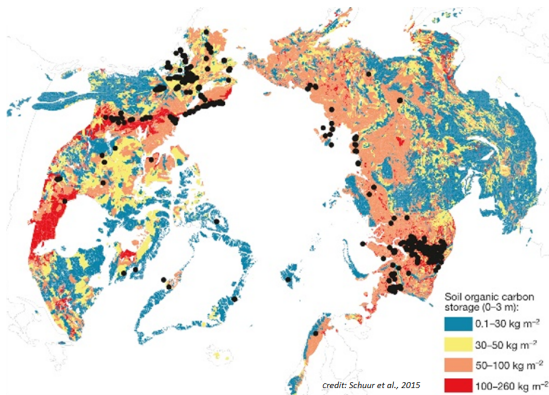 Soil organic carbon
storage (0–3 m):
0.1–30 kg m⁻²
30–50 kg m⁻²
50–100 kg m⁻²
100–260 kg m⁻²
Credit: Schuur et al., 2015